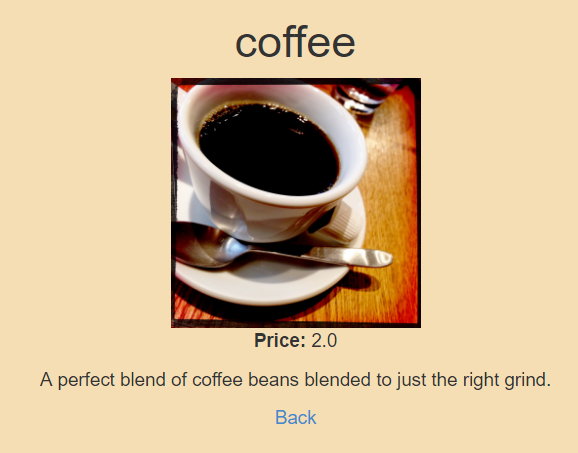 coffee
Price: 2.0
A perfect blend of coffee beans blended to just the right grind.
Back